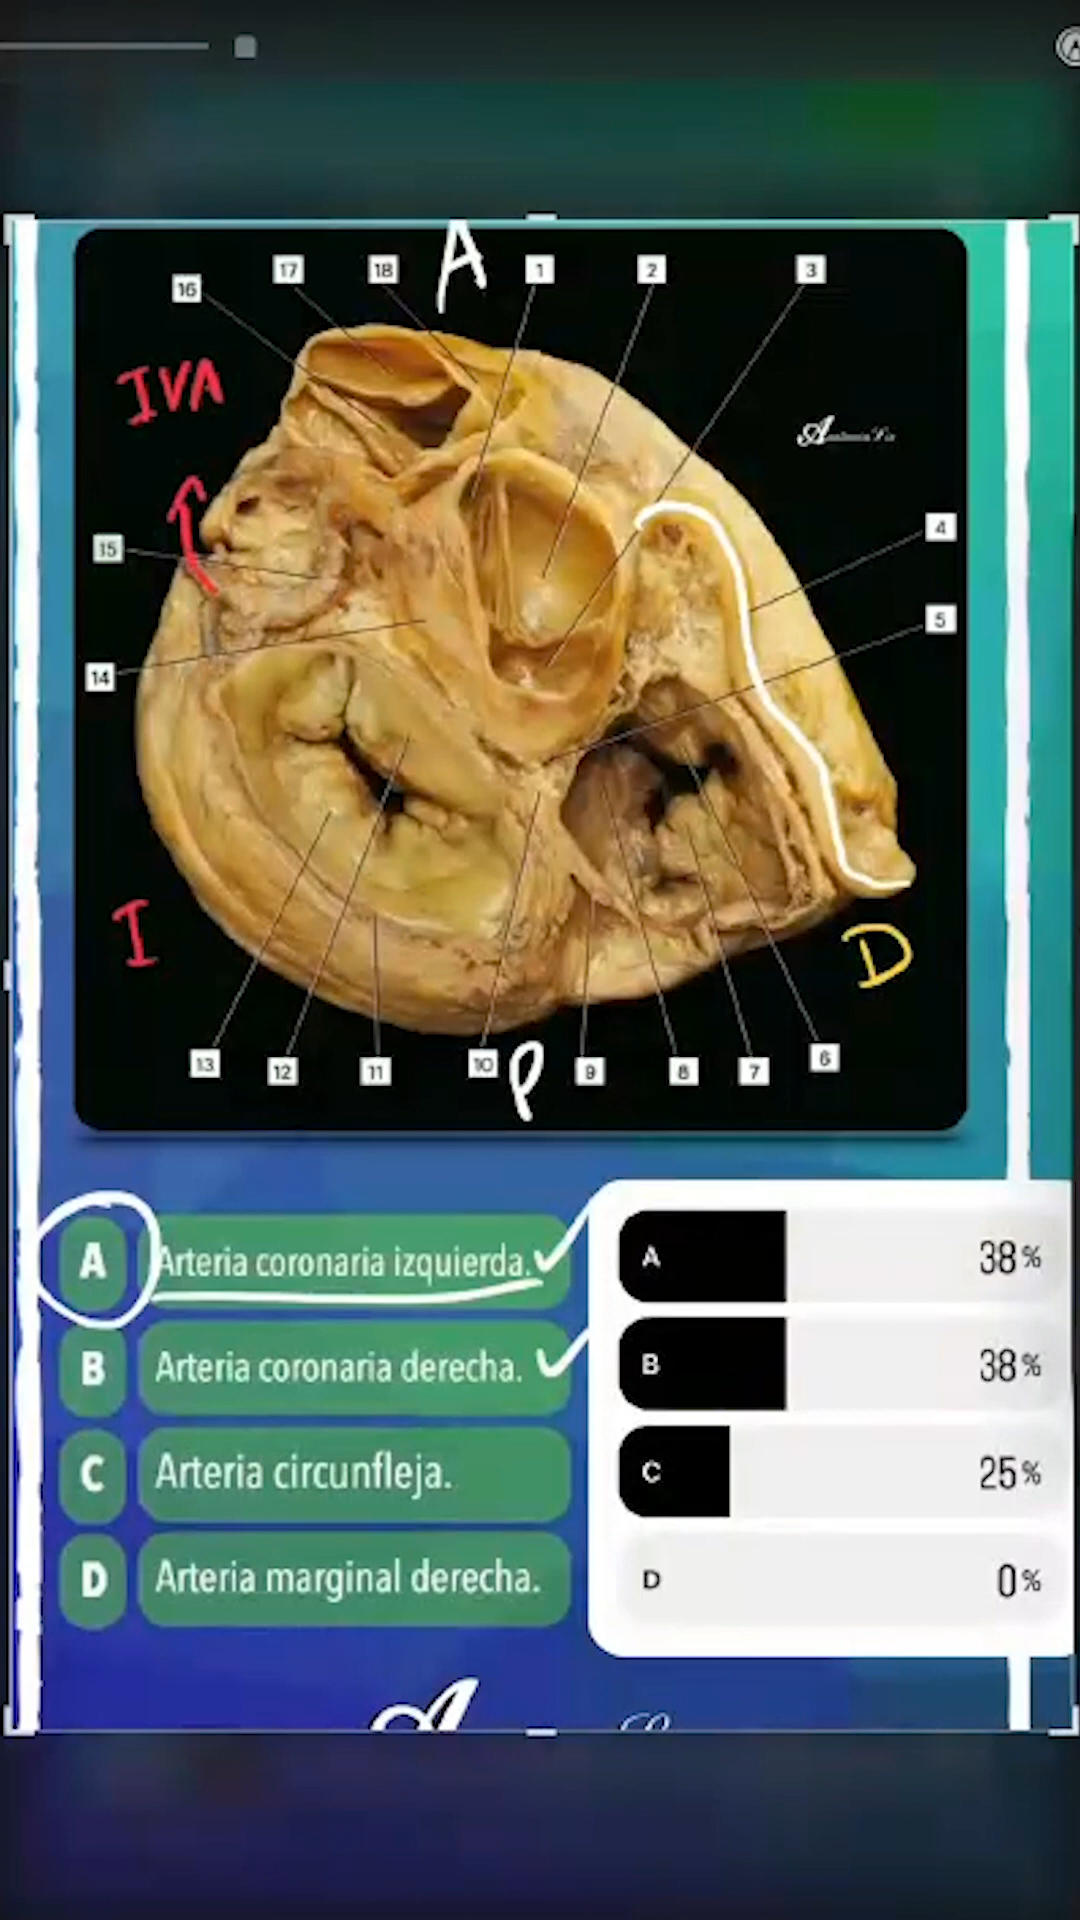 A
16
17
18
1
2
3
IVA
4
15
5
14
I
D
13
12
11
10
P
9
8
7
6
A
Arteria coronaria izquierda.
A
38%
B
Arteria coronaria derecha.
B
38%
C
Arteria circunfleja.
C
25%
D
Arteria marginal derecha.
D
0%